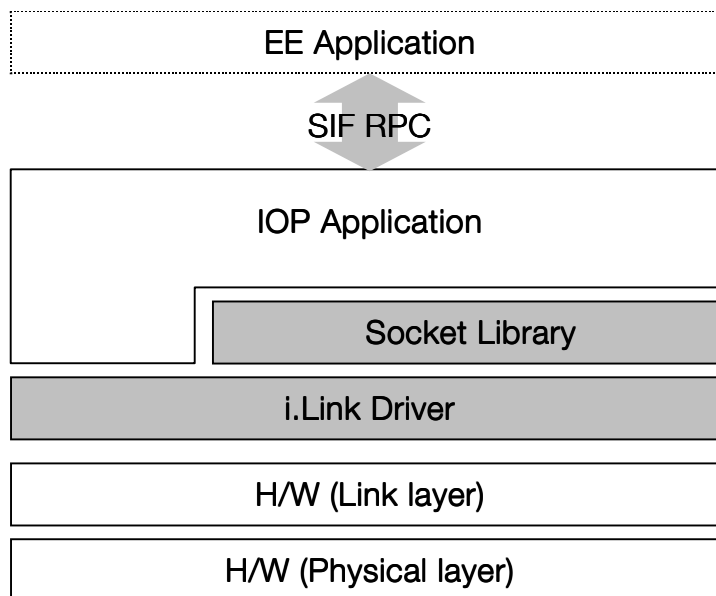 EE Application
SIF RPC
IOP Application
Socket Library
i.Link Driver
H/W (Link layer)
H/W (Physical layer)